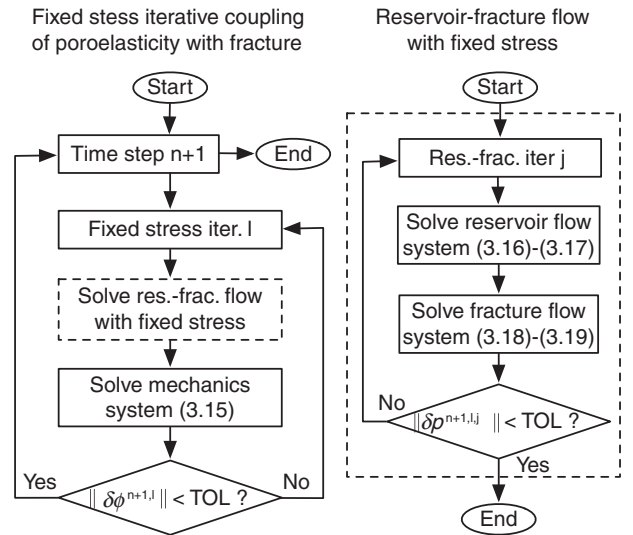 Fixed stess iterative coupling
of poroelasticity with fracture
Start
Time step n+1
End
Fixed stress iter. l
Solve res.-frac. flow
with fixed stress
Solve mechanics
system (3.15)
Yes
|| δϕⁿ⁺¹,ˡ || < TOL ?
No
Reservoir-fracture flow
with fixed stress
Start
Res.-frac. iter j
Solve reservoir flow
system (3.16)-(3.17)
Solve fracture flow
system (3.18)-(3.19)
No
|| δpⁿ⁺¹,ˡ,ʲ || < TOL ?
Yes
End